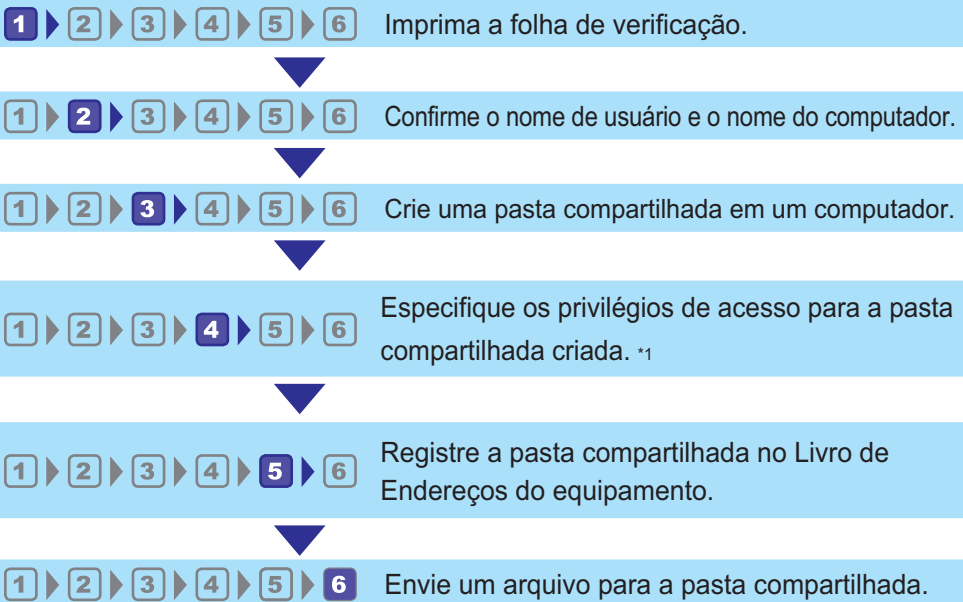 1 2 3 4 5 6 Imprima a folha de verificação.
1 2 3 4 5 6 Confirme o nome de usuário e o nome do computador.
1 2 3 4 5 6 Crie uma pasta compartilhada em um computador.
1 2 3 4 5 6 Especifique os privilégios de acesso para a pasta
compartilhada criada. *1
1 2 3 4 5 6 Registre a pasta compartilhada no Livro de
Endereços do equipamento.
1 2 3 4 5 6 Envie um arquivo para a pasta compartilhada.